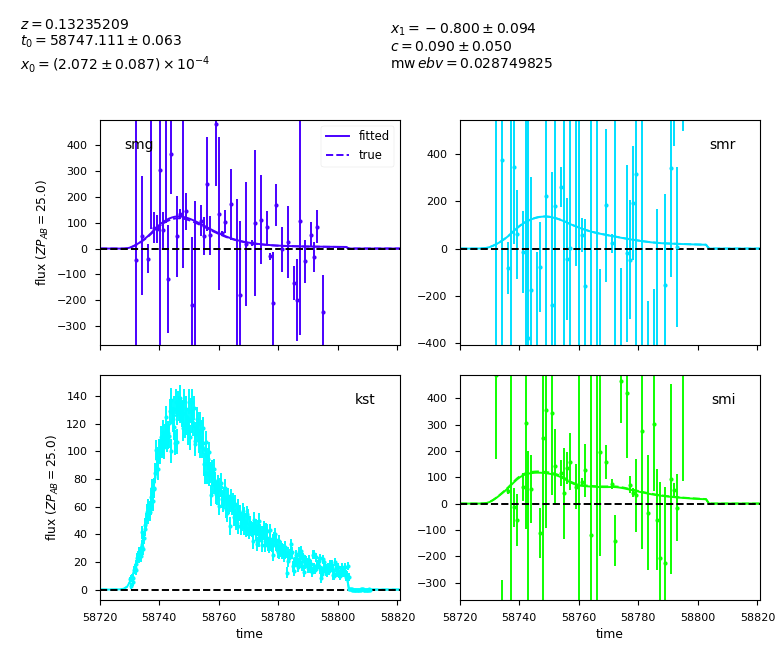 z = 0.13235209
t₀ = 58747.111 ± 0.063
x₀ = (2.072 ± 0.087) × 10⁻⁴
x₁ = −0.800 ± 0.094
c = 0.090 ± 0.050
mw ebv = 0.028749825
smg
fitted
true
400
300
200
100
0
−100
−200
−300
flux (ZP_AB = 25.0)
smr
400
200
0
−200
−400
kst
140
120
100
80
60
40
20
0
flux (ZP_AB = 25.0)
58720 58740 58760 58780 58800 58820
time
smi
400
300
200
100
0
−100
−200
−300
58720 58740 58760 58780 58800 58820
time